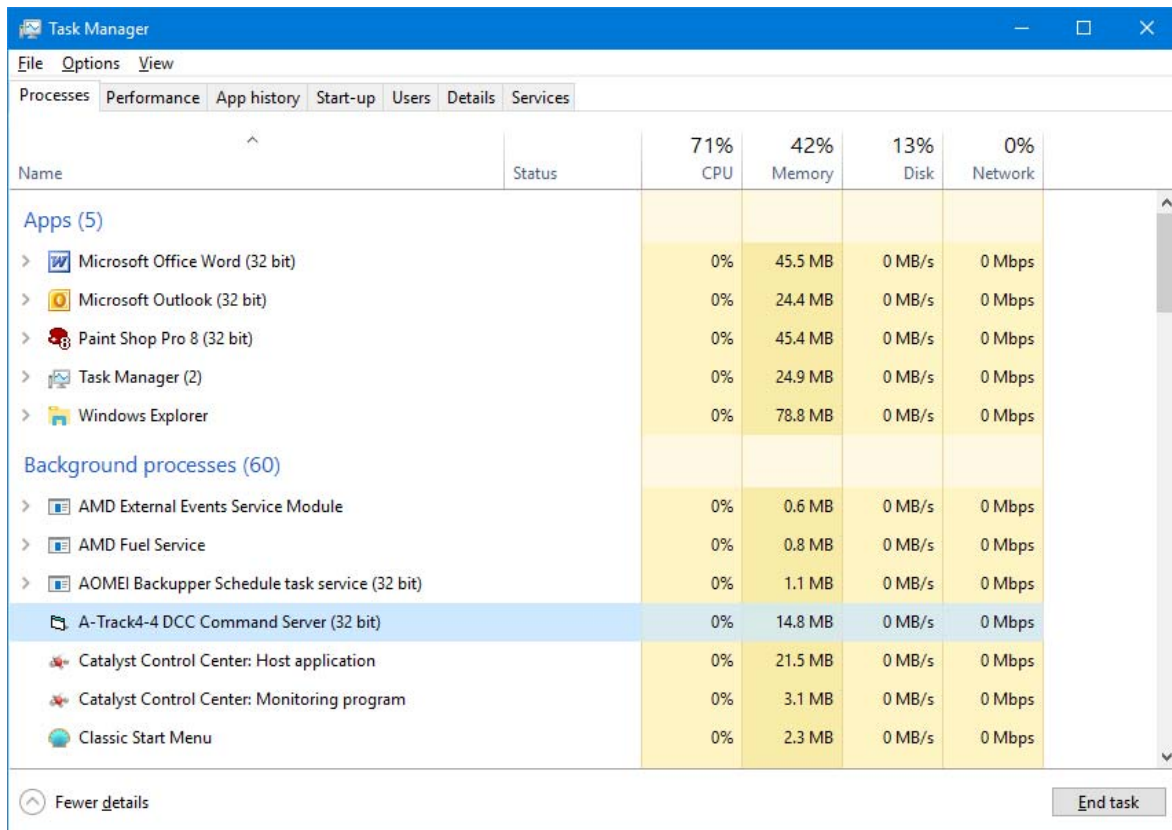 Task Manager
File Options View
Processes Performance App history Start-up Users Details Services
71% 42% 13% 0%
Name Status CPU Memory Disk Network
Apps (5)
Microsoft Office Word (32 bit) 0% 45.5 MB 0 MB/s 0 Mbps
Microsoft Outlook (32 bit) 0% 24.4 MB 0 MB/s 0 Mbps
Paint Shop Pro 8 (32 bit) 0% 45.4 MB 0 MB/s 0 Mbps
Task Manager (2) 0% 24.9 MB 0 MB/s 0 Mbps
Windows Explorer 0% 78.8 MB 0 MB/s 0 Mbps
Background processes (60)
AMD External Events Service Module 0% 0.6 MB 0 MB/s 0 Mbps
AMD Fuel Service 0% 0.8 MB 0 MB/s 0 Mbps
AOMEI Backupper Schedule task service (32 bit) 0% 1.1 MB 0 MB/s 0 Mbps
A-Track4-4 DCC Command Server (32 bit) 0% 14.8 MB 0 MB/s 0 Mbps
Catalyst Control Center: Host application 0% 21.5 MB 0 MB/s 0 Mbps
Catalyst Control Center: Monitoring program 0% 3.1 MB 0 MB/s 0 Mbps
Classic Start Menu 0% 2.3 MB 0 MB/s 0 Mbps
Fewer details End task